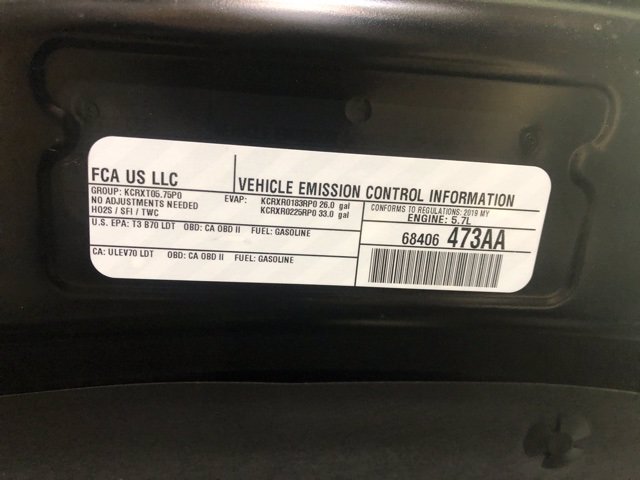 FCA US LLC
VEHICLE EMISSION CONTROL INFORMATION
GROUP: KCRXT05.75P0
NO ADJUSTMENTS NEEDED
HO2S / SFI / TWC
EVAP: KCRXR0183RP0 26.0 gal
KCRXR0225RP0 33.0 gal
CONFORMS TO REGULATIONS: 2019 MY
ENGINE: 5.7L
U.S. EPA: T3 B70 LDT OBD: CA OBD II FUEL: GASOLINE
CA: ULEV70 LDT OBD: CA OBD II FUEL: GASOLINE
68406 473AA